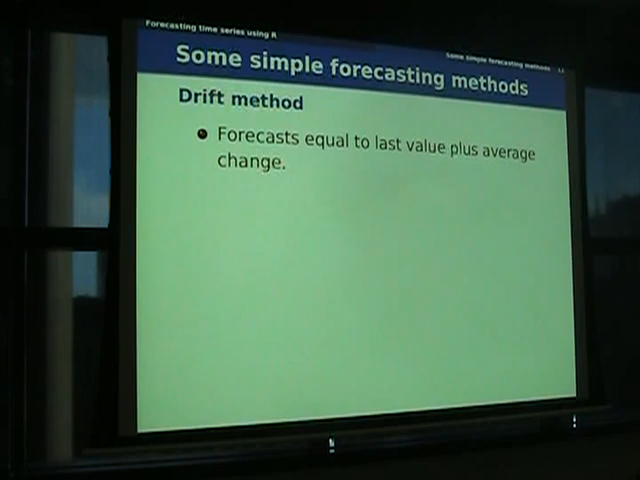 Forecasting time series using R
Some simple forecasting methods
Some simple forecasting methods
Drift method
Forecasts equal to last value plus average
change.